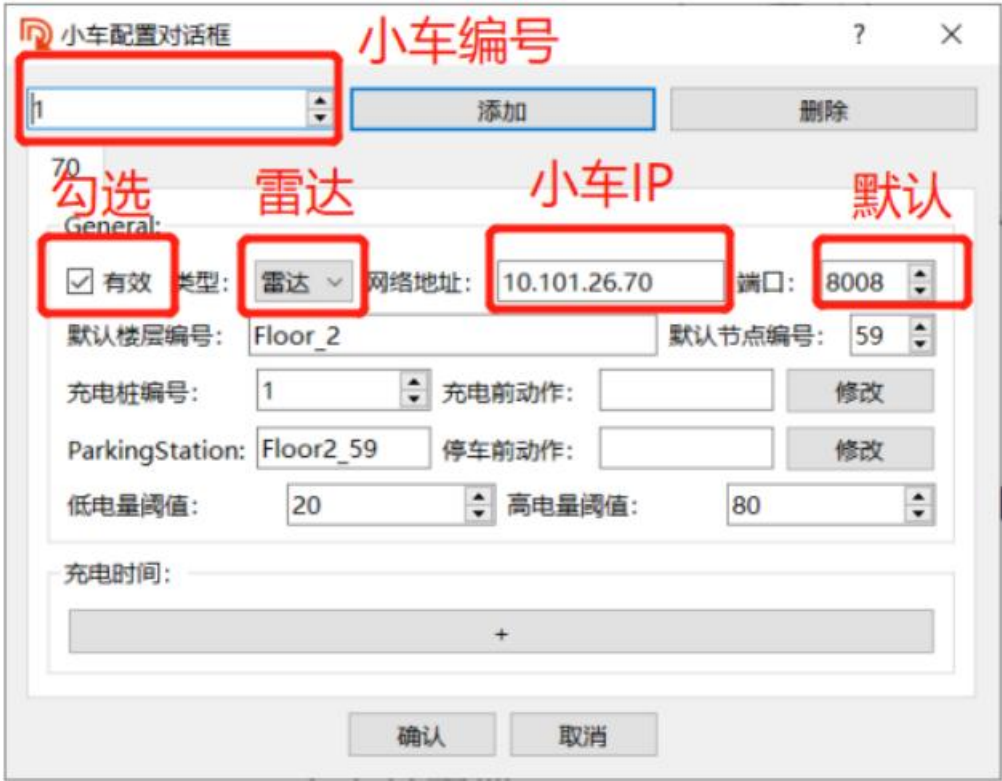 小车配置对话框
小车编号
1 添加 删除
70
勾选 雷达 小车IP 默认
General:
有效 类型: 雷达 网络地址: 10.101.26.70 端口: 8008
默认楼层编号: Floor_2 默认节点编号: 59
充电桩编号: 1 充电前动作: 修改
ParkingStation: Floor2_59 停车前动作: 修改
低电量阈值: 20 高电量阈值: 80
充电时间:
+
确认 取消